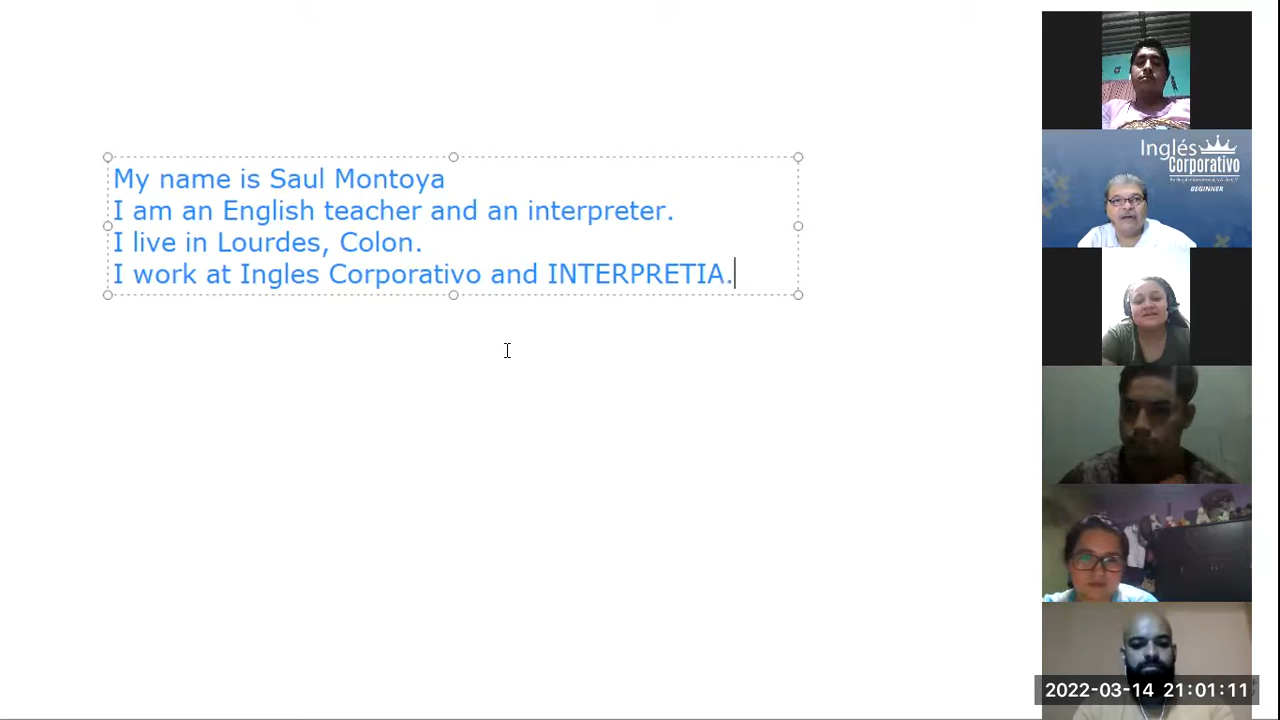 My name is Saul Montoya
I am an English teacher and an interpreter.
I live in Lourdes, Colon.
I work at Ingles Corporativo and INTERPRETIA.
Inglés
Corporativo
BEGINNER
2022-03-14 21:01:11